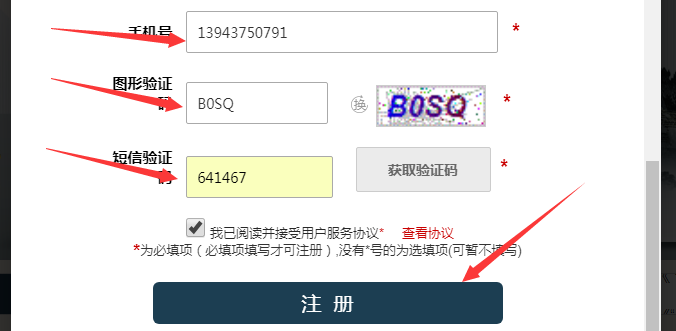 手机号 13943750791 *
图形验证码 B0SQ 换 B0SQ *
短信验证码 641467 获取验证码 *
我已阅读并接受用户服务协议* 查看协议
*为必填项（必填项填写才可注册）,没有*号的为选填项(可暂不填写)
注 册